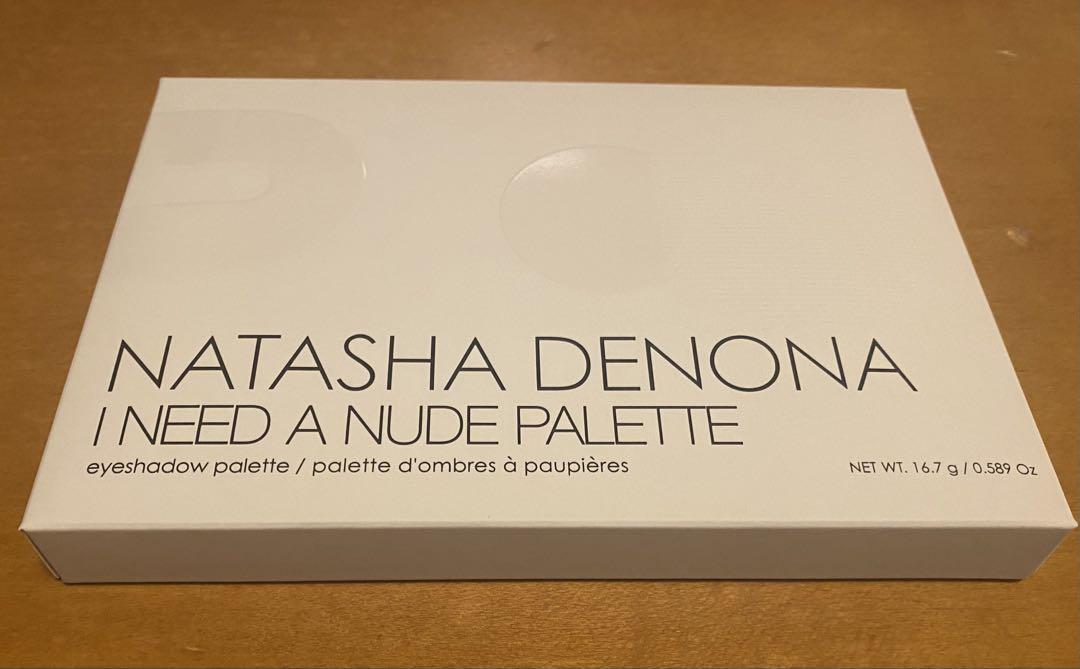 NATASHA DENONA
I NEED A NUDE PALETTE
eyeshadow palette / palette d'ombres à paupières
NET WT. 16.7 g / 0.589 Oz